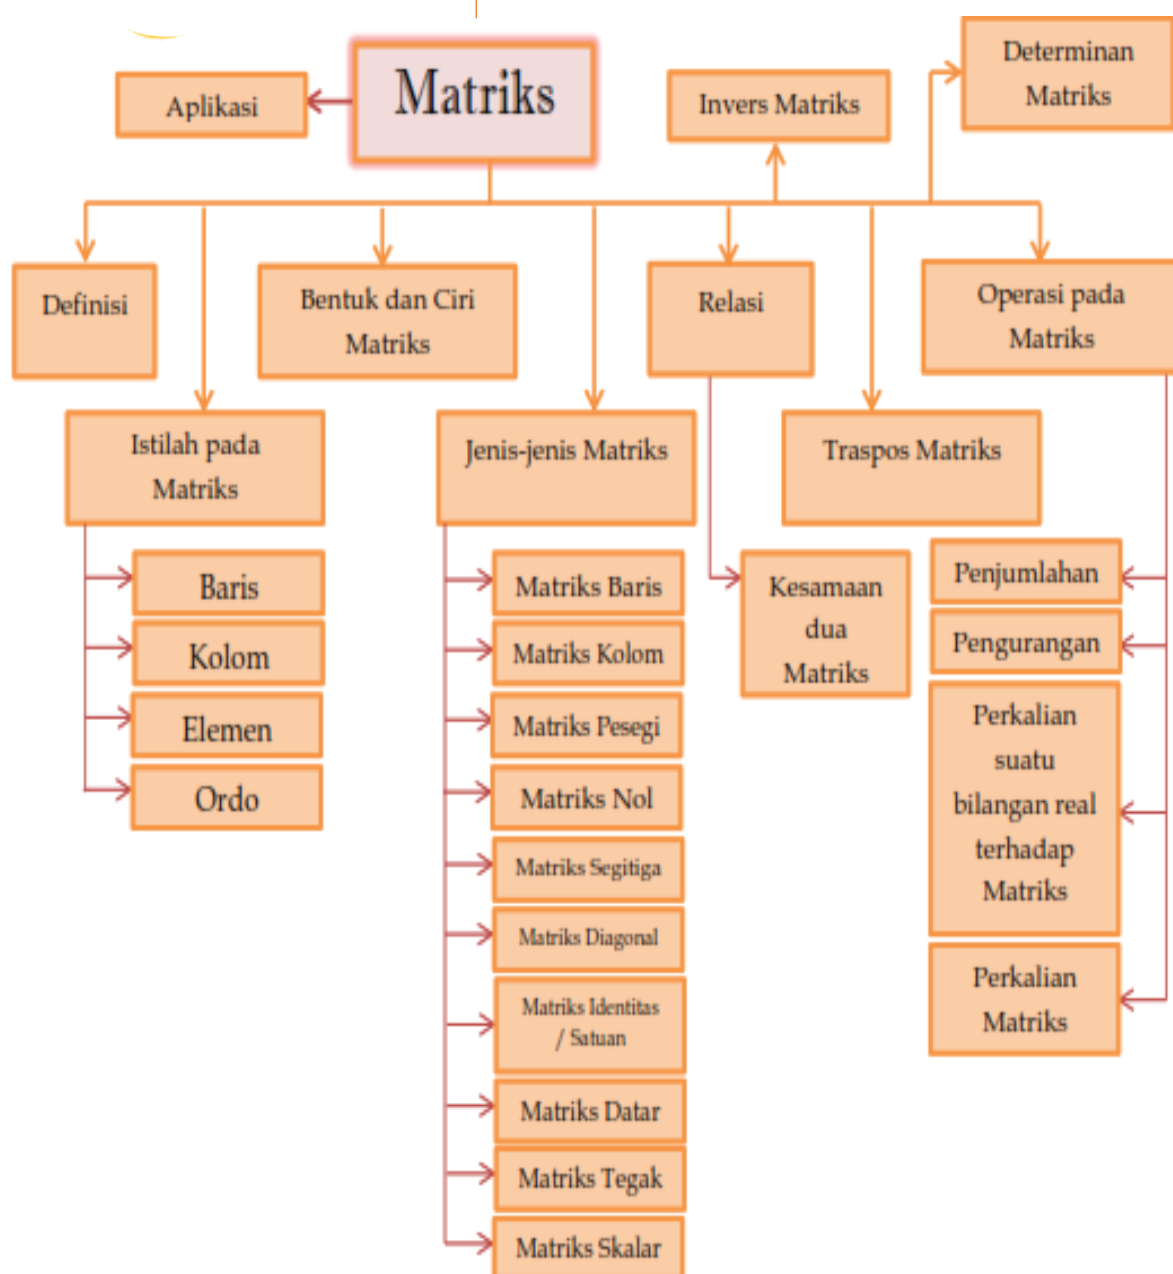 Matriks
Aplikasi
Invers Matriks
Determinan
Matriks
Definisi
Bentuk dan Ciri
Matriks
Relasi
Operasi pada
Matriks
Istilah pada
Matriks
Jenis-jenis Matriks
Traspos Matriks
Baris
Kolom
Elemen
Ordo
Matriks Baris
Matriks Kolom
Matriks Pesegi
Matriks Nol
Matriks Segitiga
Matriks Diagonal
Matriks Identitas
/ Satuan
Matriks Datar
Matriks Tegak
Matriks Skalar
Kesamaan
dua
Matriks
Penjumlahan
Pengurangan
Perkalian
suatu
bilangan real
terhadap
Matriks
Perkalian
Matriks